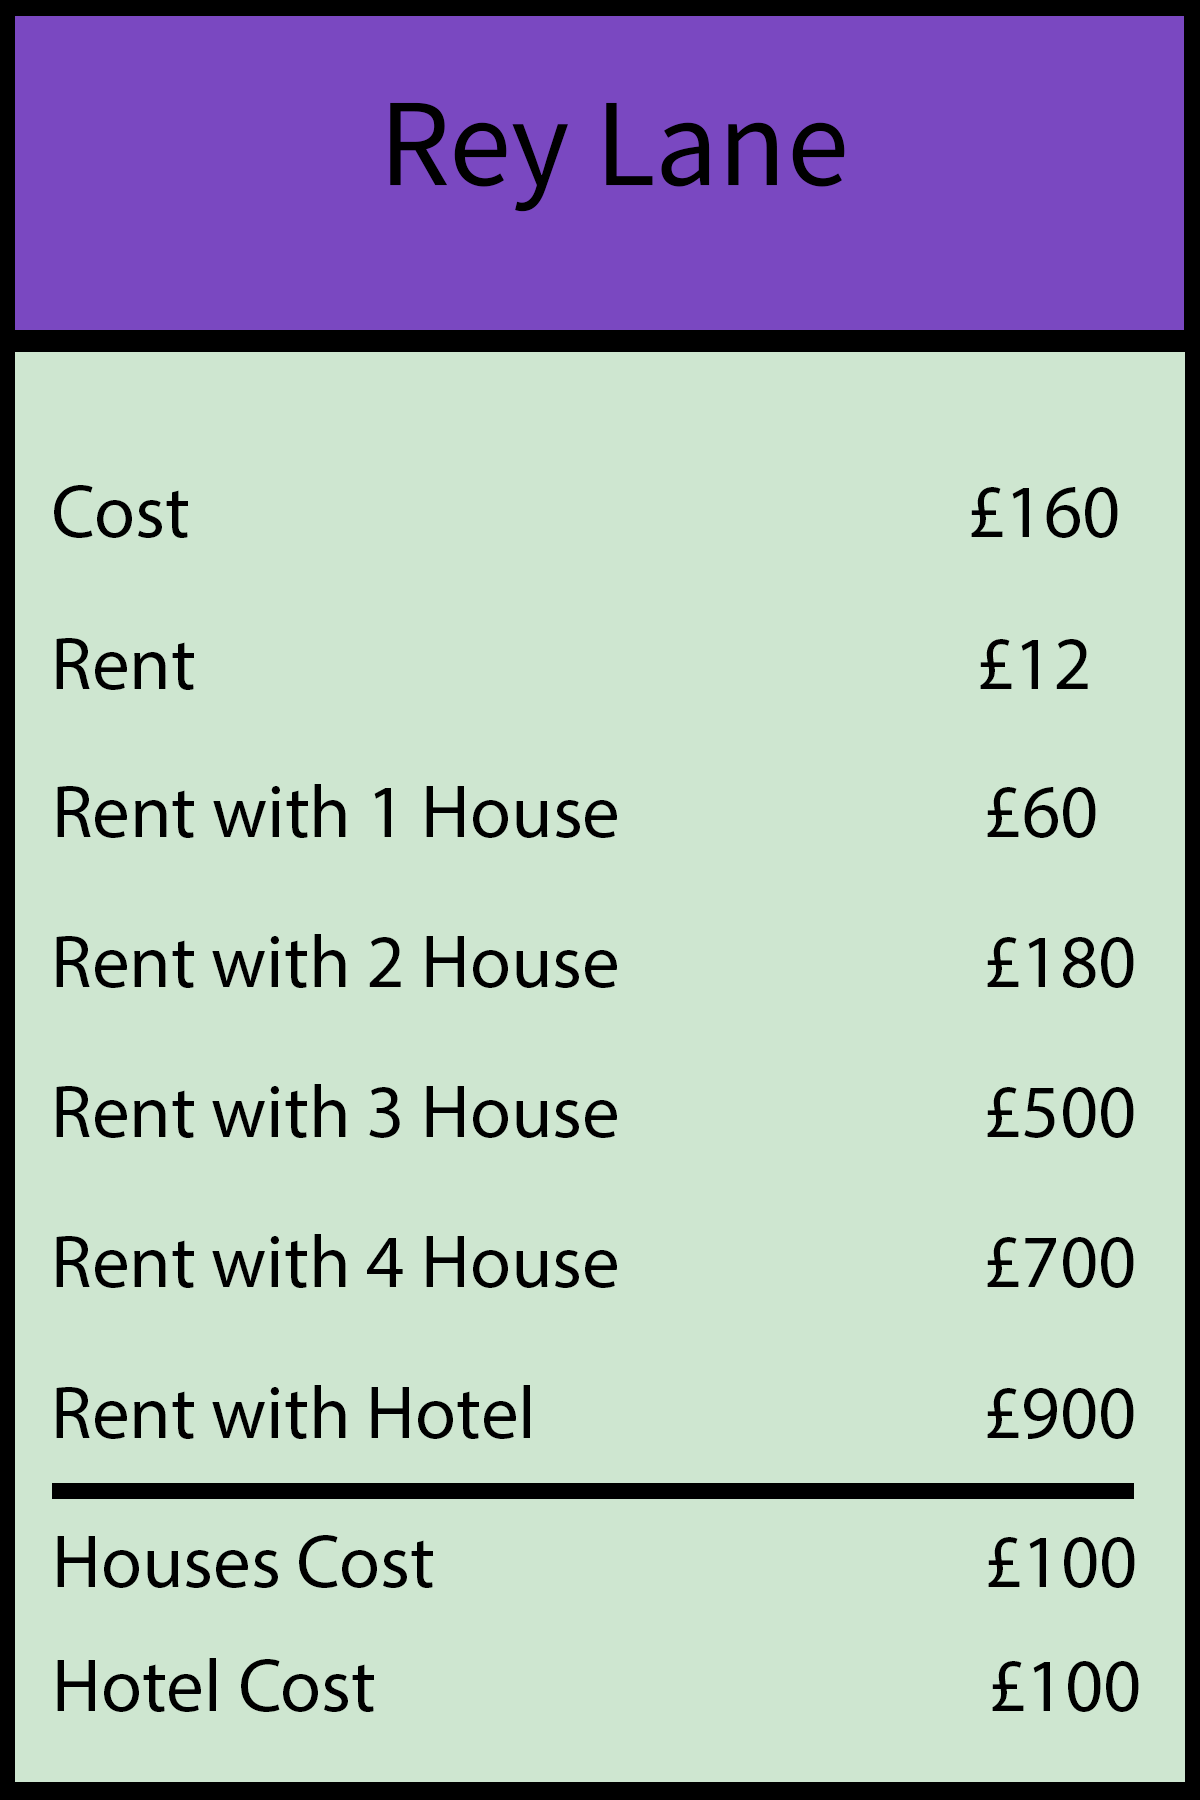 Rey Lane
Cost £160
Rent £12
Rent with 1 House £60
Rent with 2 House £180
Rent with 3 House £500
Rent with 4 House £700
Rent with Hotel £900
Houses Cost £100
Hotel Cost £100